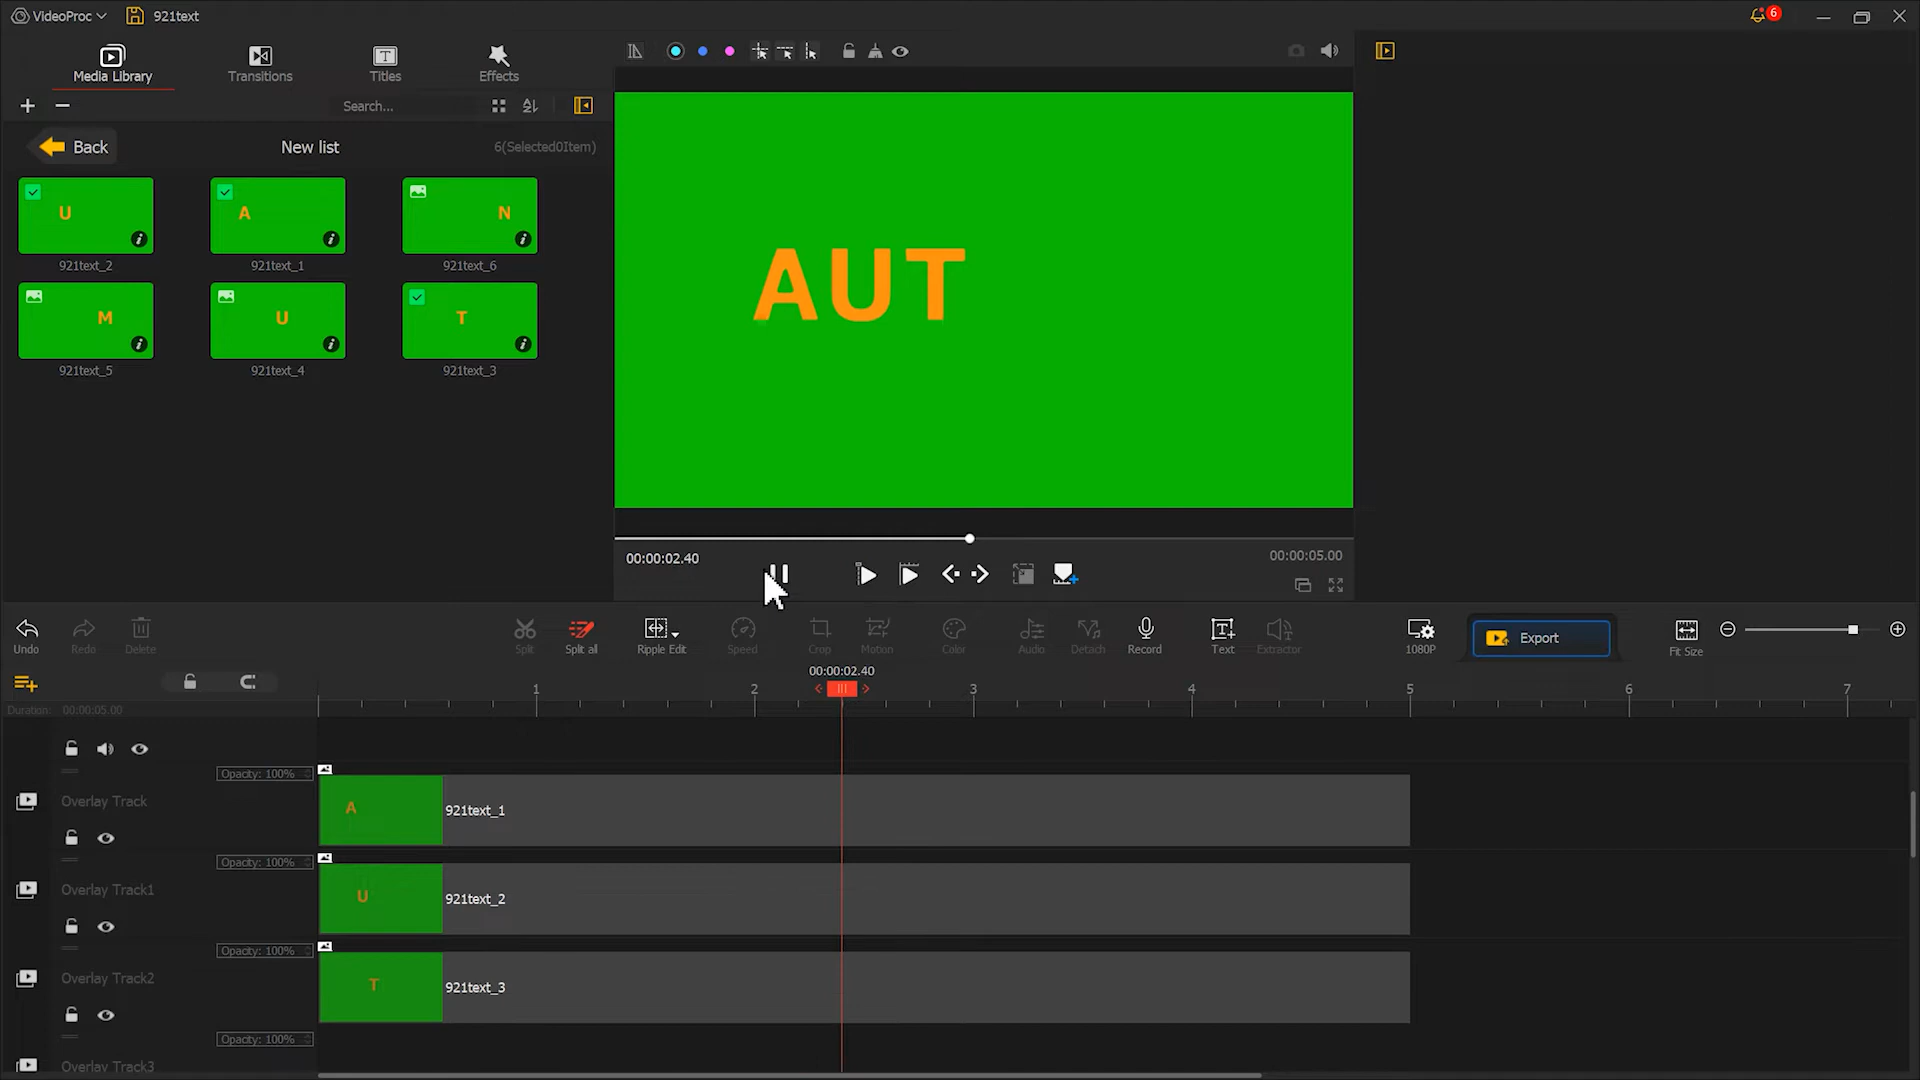 VideoProc
921text
6
Media Library
Transitions
Titles
Effects
Search...
Back
New list
6(Selected0Item)
U
A
N
921text_2
921text_1
921text_6
M
U
T
921text_5
921text_4
921text_3
AUT
00:00:02.40
00:00:05.00
Undo
Redo
Delete
Split
Split all
Ripple Edit
Speed
Crop
Motion
Color
Audio
Detach
Record
Text
Extractor
1080P
Export
Fit Size
00:00:02.40
1
2
3
4
5
6
7
Duration: 00:00:05.00
Opacity: 100%
Overlay Track
A
921text_1
Opacity: 100%
Overlay Track1
U
921text_2
Opacity: 100%
Overlay Track2
T
921text_3
Opacity: 100%
Overlay Track3